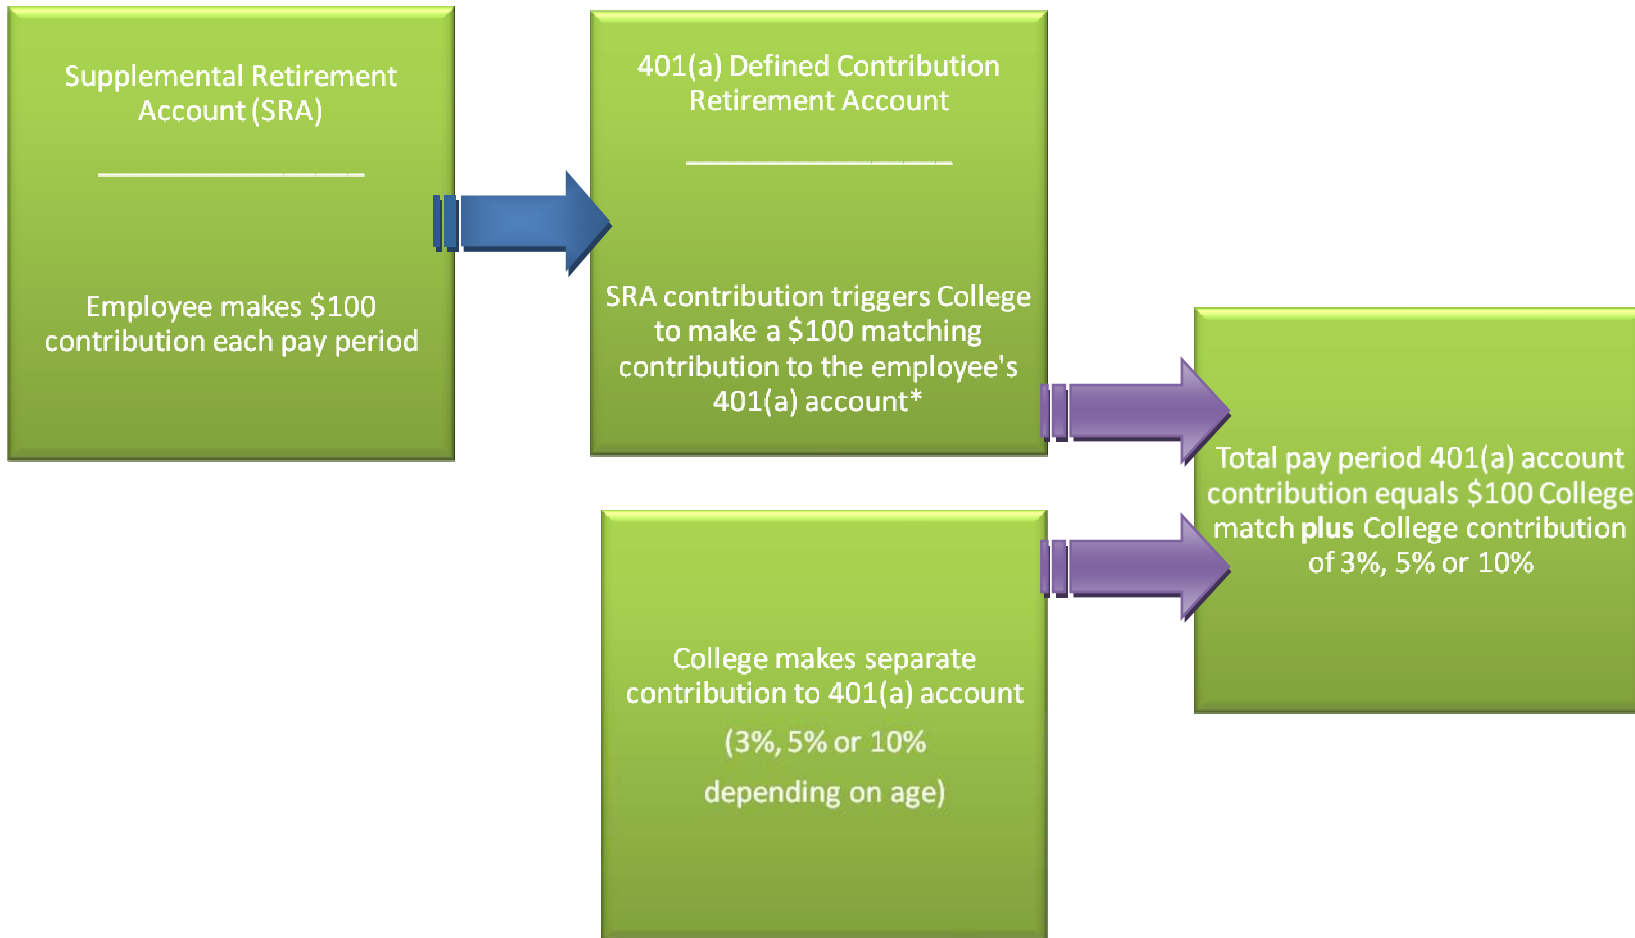 Supplemental Retirement
Account (SRA)
Employee makes $100
contribution each pay period
401(a) Defined Contribution
Retirement Account
SRA contribution triggers College
to make a $100 matching
contribution to the employee's
401(a) account*
College makes separate
contribution to 401(a) account
(3%, 5% or 10%
depending on age)
Total pay period 401(a) account
contribution equals $100 College
match plus College contribution
of 3%, 5% or 10%